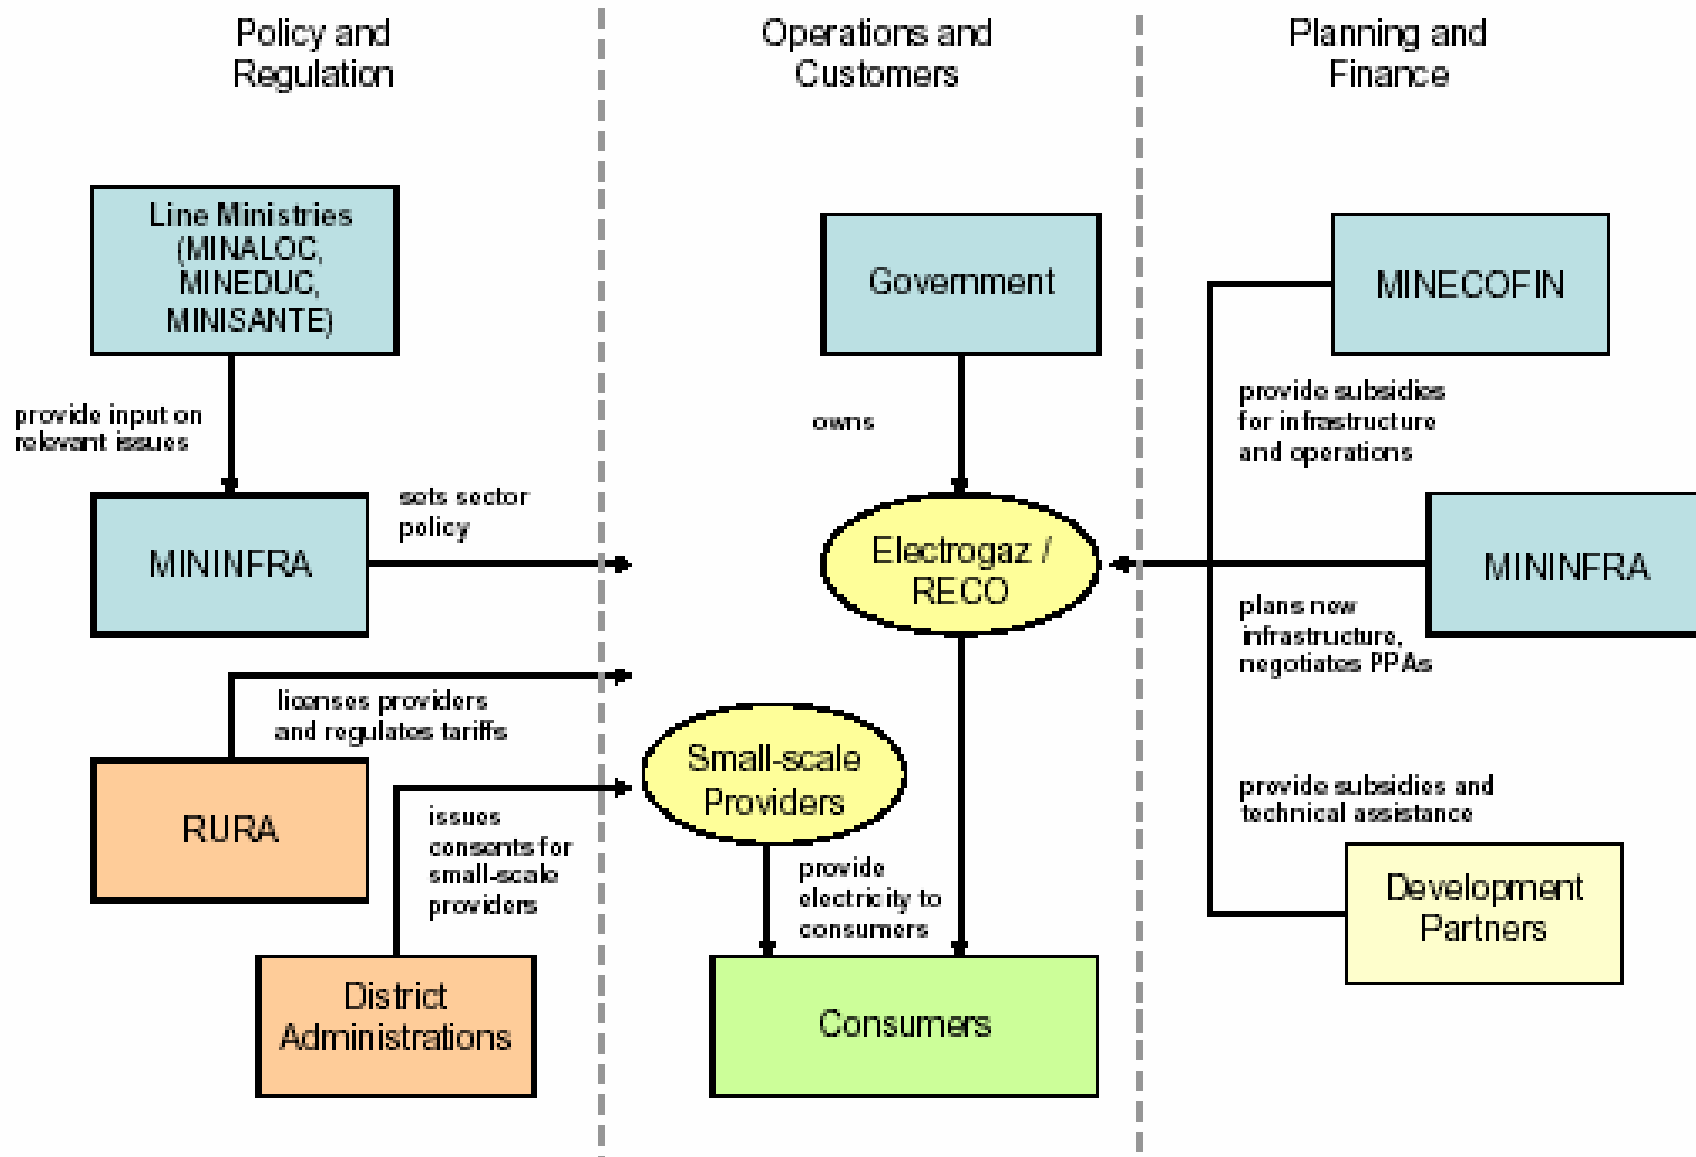 Policy and
Regulation
Operations and
Customers
Planning and
Finance
Line Ministries
(MINALOC,
MINEDUC,
MINISANTE)
provide input on
relevant issues
MININFRA
sets sector
policy
licenses providers
and regulates tariffs
RURA
issues
consents for
small-scale
providers
District
Administrations
Government
owns
Electrogaz /
RECO
Small-scale
Providers
provide
electricity to
consumers
Consumers
MINECOFIN
provide subsidies
for infrastructure
and operations
MININFRA
plans new
infrastructure,
negotiates PPAs
provide subsidies and
technical assistance
Development
Partners